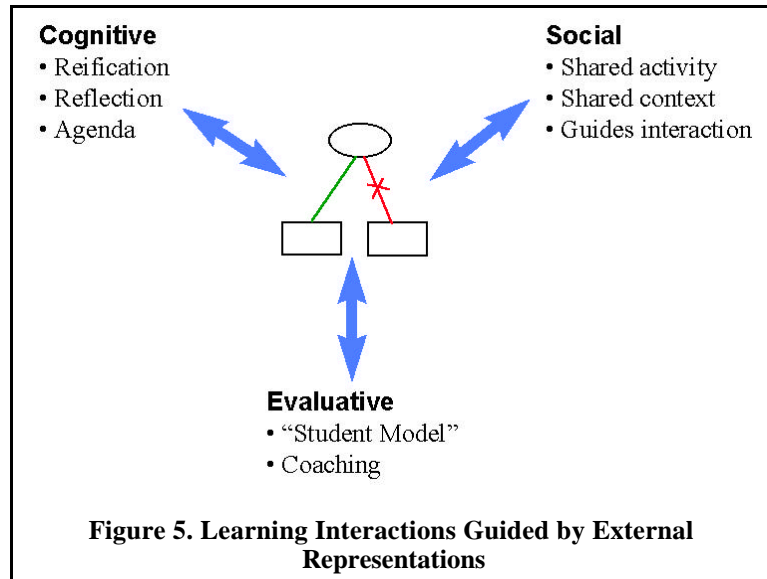 Cognitive
• Reification
• Reflection
• Agenda
Social
• Shared activity
• Shared context
• Guides interaction
Evaluative
• “Student Model”
• Coaching
Figure 5. Learning Interactions Guided by External
Representations